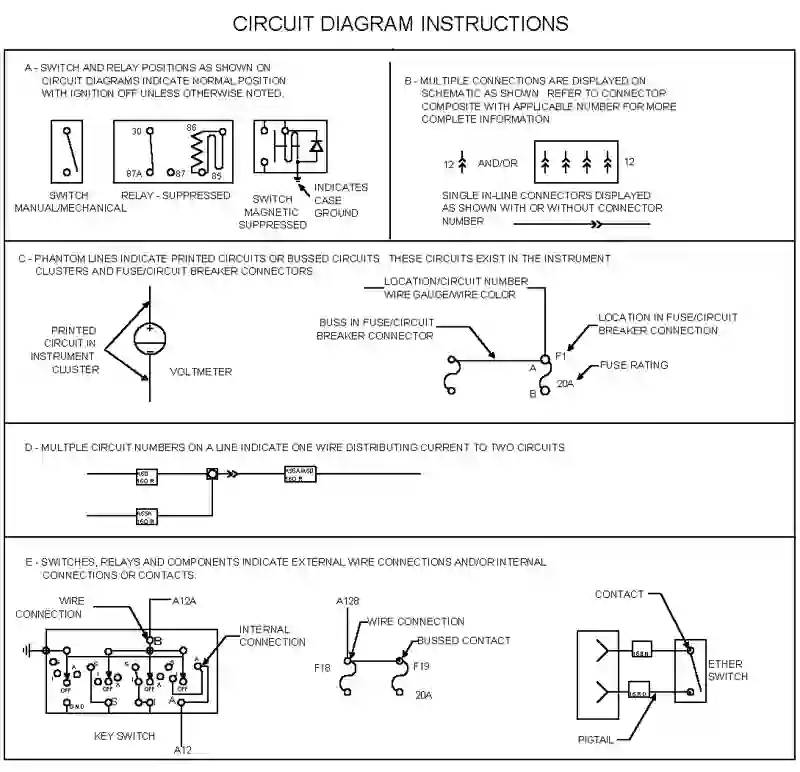 CIRCUIT DIAGRAM INSTRUCTIONS
A - SWITCH AND RELAY POSITIONS AS SHOWN ON
CIRCUIT DIAGRAMS INDICATE NORMAL POSITION
WITH IGNITION OFF UNLESS OTHERWISE NOTED.
30
86
87A
87
85
SWITCH
MANUAL/MECHANICAL
RELAY - SUPPRESSED
SWITCH
MAGNETIC
SUPPRESSED
INDICATES
CASE
GROUND
B - MULTIPLE CONNECTIONS ARE DISPLAYED ON
SCHEMATIC AS SHOWN REFER TO CONNECTOR
COMPOSITE WITH APPLICABLE NUMBER FOR MORE
COMPLETE INFORMATION
12
AND/OR
12
SINGLE IN-LINE CONNECTORS DISPLAYED
AS SHOWN WITH OR WITHOUT CONNECTOR
NUMBER
C - PHANTOM LINES INDICATE PRINTED CIRCUITS OR BUSSED CIRCUITS THESE CIRCUITS EXIST IN THE INSTRUMENT
CLUSTERS AND FUSE/CIRCUIT BREAKER CONNECTORS
PRINTED
CIRCUIT IN
INSTRUMENT
CLUSTER
VOLTMETER
LOCATION/CIRCUIT NUMBER
WIRE GAUGE/WIRE COLOR
BUSS IN FUSE/CIRCUIT
BREAKER CONNECTOR
LOCATION IN FUSE/CIRCUIT
BREAKER CONNECTION
F1
A
FUSE RATING
20A
B
D - MULTPLE CIRCUIT NUMBERS ON A LINE INDICATE ONE WIRE DISTRIBUTING CURRENT TO TWO CIRCUITS
160 R
160 R
160 R
E - SWITCHES, RELAYS AND COMPONENTS INDICATE EXTERNAL WIRE CONNECTIONS AND/OR INTERNAL
CONNECTIONS OR CONTACTS.
WIRE
CONNECTION
A12A
B
INTERNAL
CONNECTION
OFF
OFF
OFF
GND
S
I
A
KEY SWITCH
A12
A128
WIRE CONNECTION
BUSSED CONTACT
F18
F19
20A
CONTACT
ETHER
SWITCH
PIGTAIL